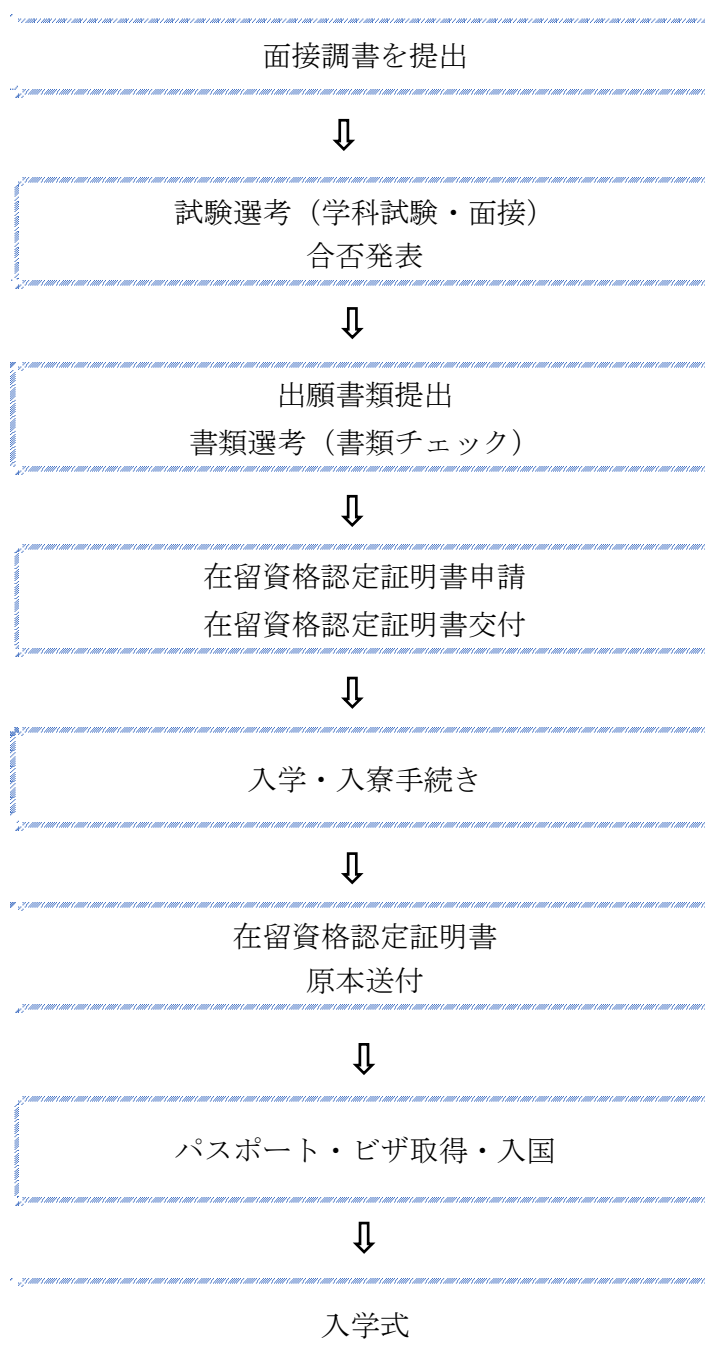 面接調書を提出
⇩
試験選考（学科試験・面接）
合否発表
⇩
出願書類提出
書類選考（書類チェック）
⇩
在留資格認定証明書申請
在留資格認定証明書交付
⇩
入学・入寮手続き
⇩
在留資格認定証明書
原本送付
⇩
パスポート・ビザ取得・入国
⇩
入学式